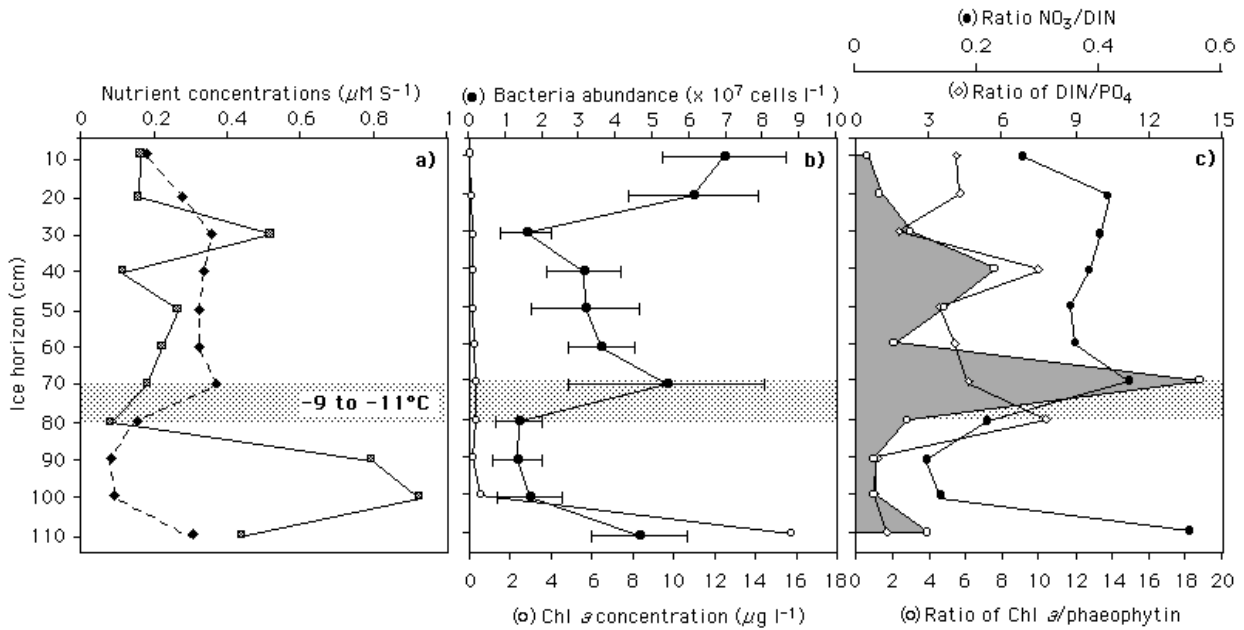 (●) Ratio NO3/DIN
0 0.2 0.4 0.6
Nutrient concentrations (µM S⁻¹)
0 0.2 0.4 0.6 0.8 1
(●) Bacteria abundance (x 10⁷ cells l⁻¹)
0 1 2 3 4 5 6 7 8 9 10
(◇) Ratio of DIN/PO4
0 3 6 9 12 15
a)
b)
c)
Ice horizon (cm)
10
20
30
40
50
60
70
80
90
100
110
-9 to -11°C
0 2 4 6 8 10 12 14 16 18
(o) Chl a concentration (µg l⁻¹)
0 2 4 6 8 10 12 14 16 18 20
(o) Ratio of Chl a/phaeophytin